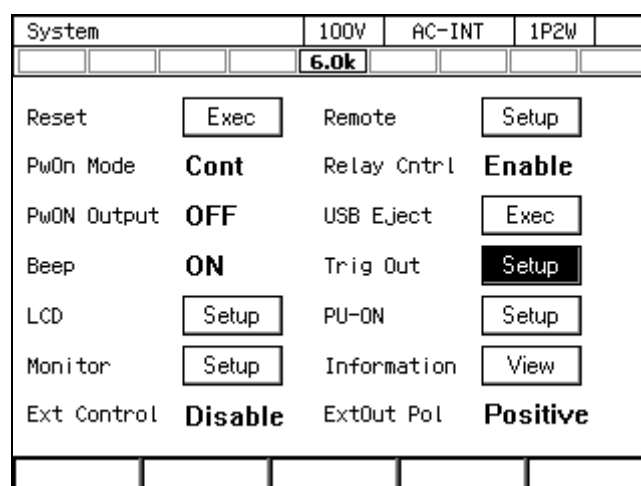 System 100V AC-INT 1P2W
6.0k
Reset Exec Remote Setup
PwOn Mode Cont Relay Cntrl Enable
PwON Output OFF USB Eject Exec
Beep ON Trig Out Setup
LCD Setup PU-ON Setup
Monitor Setup Information View
Ext Control Disable ExtOut Pol Positive